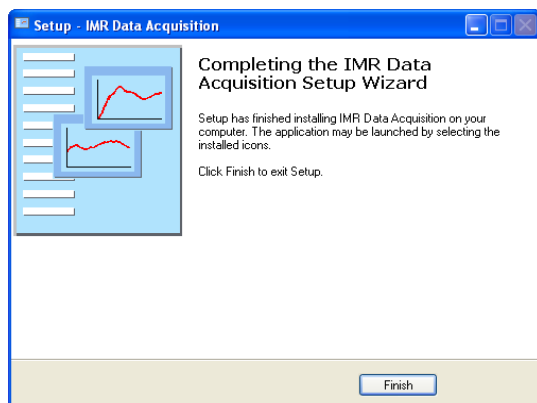 Setup - IMR Data Acquisition
Completing the IMR Data
Acquisition Setup Wizard
Setup has finished installing IMR Data Acquisition on your
computer. The application may be launched by selecting the
installed icons.
Click Finish to exit Setup.
Finish